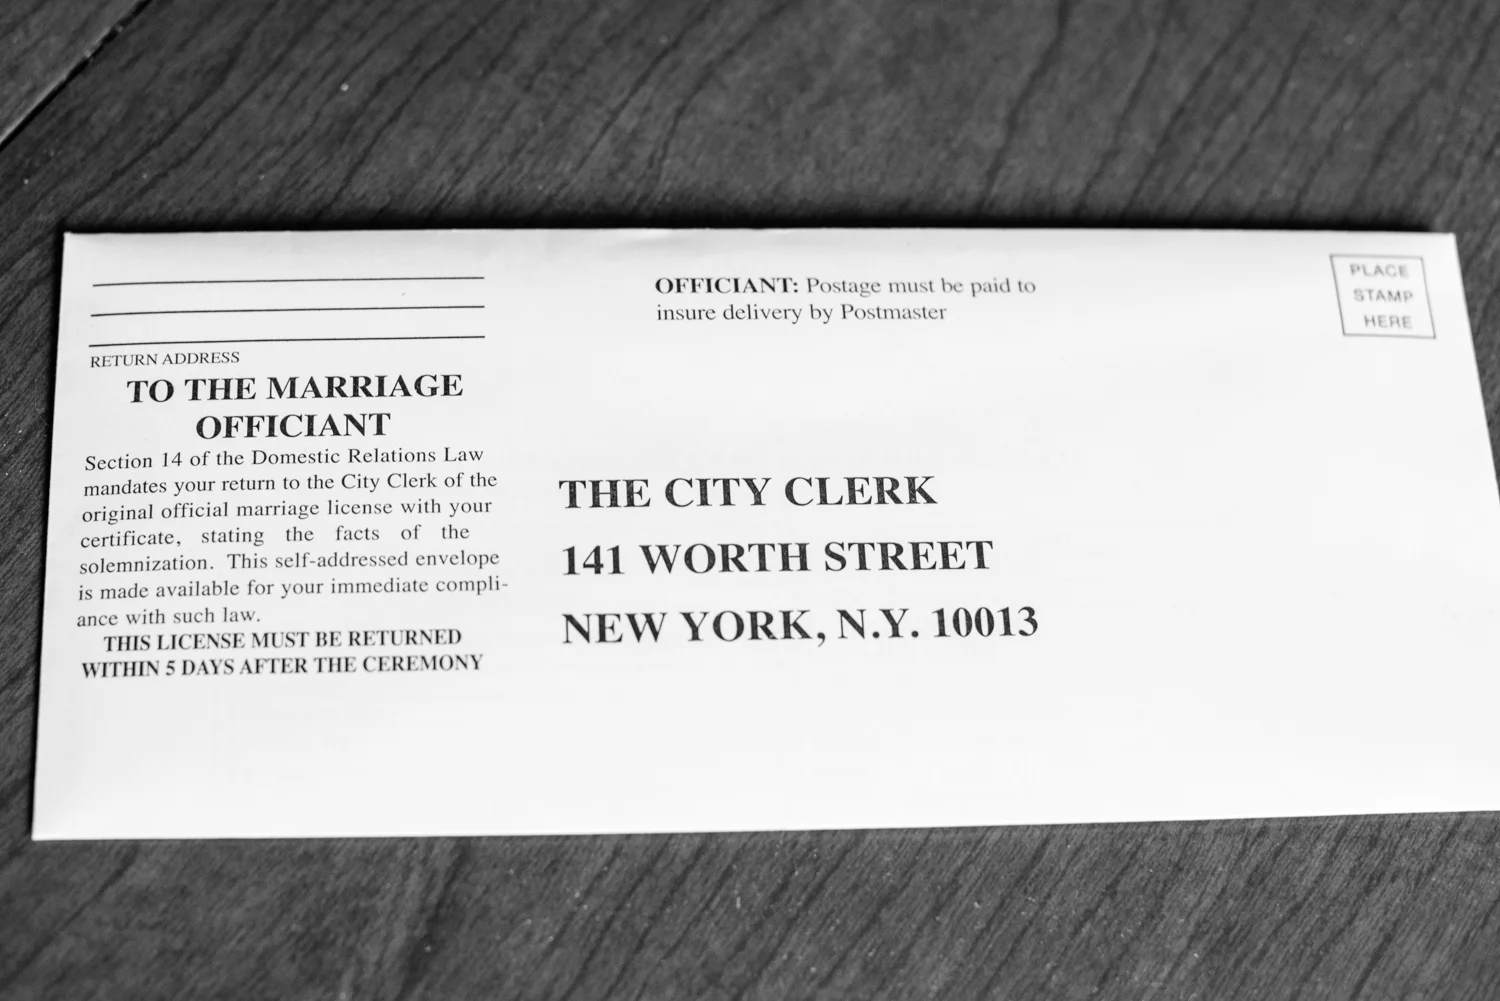 RETURN ADDRESS
TO THE MARRIAGE
OFFICIANT
Section 14 of the Domestic Relations Law
mandates your return to the City Clerk of the
original official marriage license with your
certificate, stating the facts of the
solemnization. This self-addressed envelope
is made available for your immediate compli-
ance with such law.
THIS LICENSE MUST BE RETURNED
WITHIN 5 DAYS AFTER THE CEREMONY
OFFICIANT: Postage must be paid to
insure delivery by Postmaster
PLACE
STAMP
HERE
THE CITY CLERK
141 WORTH STREET
NEW YORK, N.Y. 10013